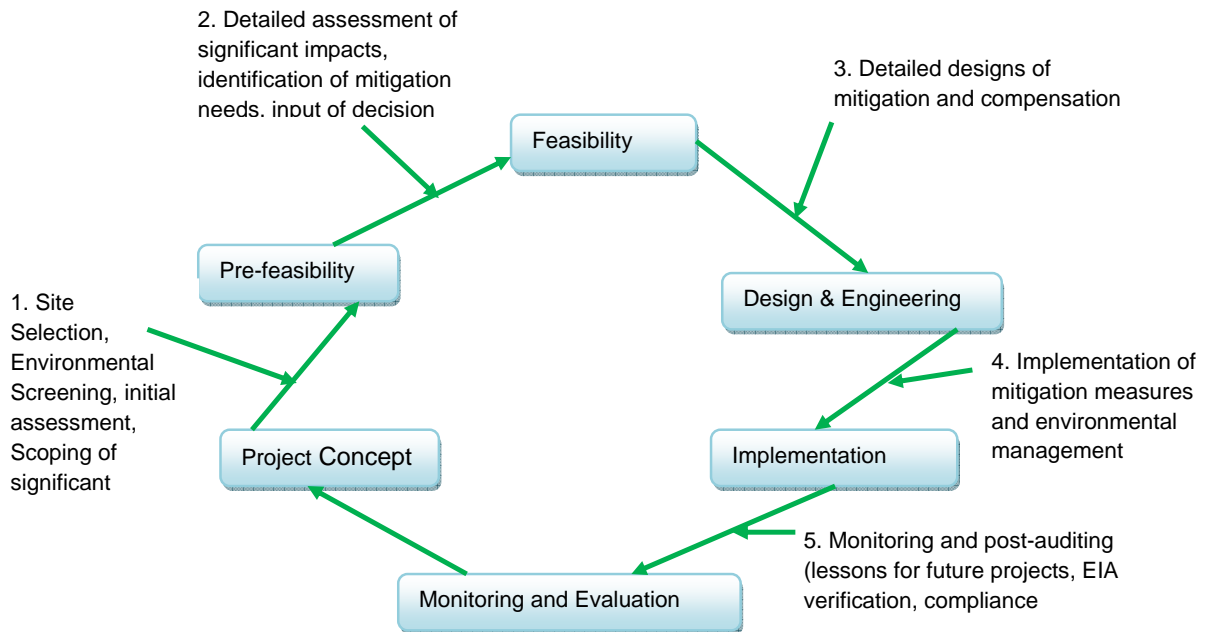 2. Detailed assessment of
significant impacts,
identification of mitigation
needs, input of decision
3. Detailed designs of
mitigation and compensation
Feasibility
Pre-feasibility
Design & Engineering
1. Site
Selection,
Environmental
Screening, initial
assessment,
Scoping of
significant
4. Implementation of
mitigation measures
and environmental
management
Project Concept
Implementation
5. Monitoring and post-auditing
(lessons for future projects, EIA
verification, compliance
Monitoring and Evaluation